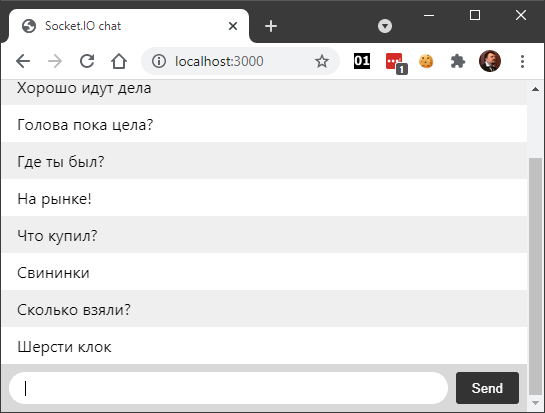 Socket.IO chat
localhost:3000
01
1
Хорошо идут дела
Голова пока цела?
Где ты был?
На рынке!
Что купил?
Свининки
Сколько взяли?
Шерсти клок
Send